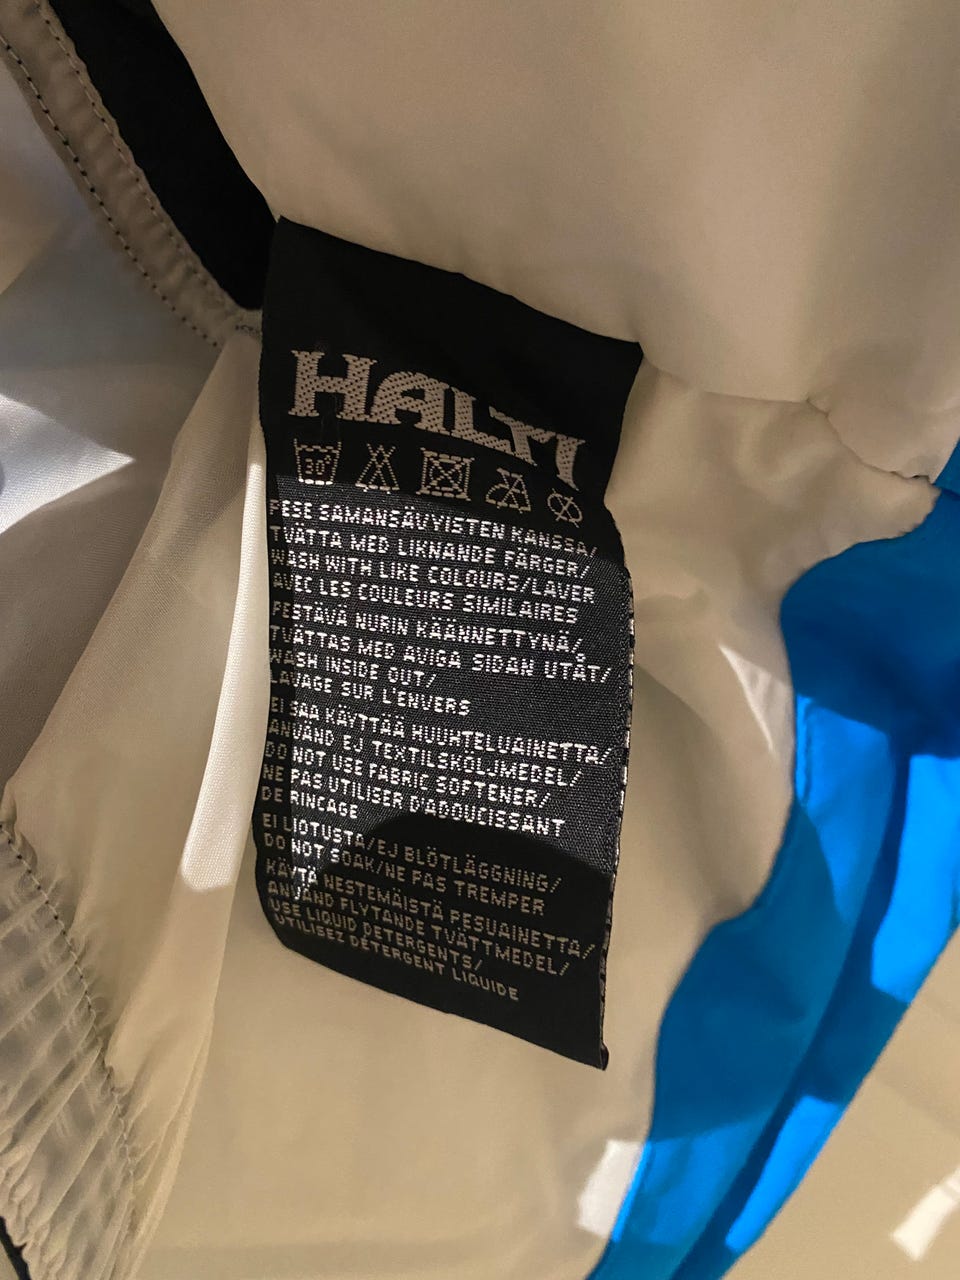 HALTI
30°
PESE SAMANSÄVYISTEN KANSSA/
TVÄTTA MED LIKNANDE FÄRGER/
WASH WITH LIKE COLOURS/LAVER
AVEC LES COULEURS SIMILAIRES
PESTÄVÄ NURIN KÄÄNNETTYNÄ/
TVÄTTAS MED AVIGA SIDAN UTÅT/
WASH INSIDE OUT/
LAVAGE SUR L'ENVERS
EI SAA KÄYTTÄÄ HUUHTELUAINETTA/
ANVÄND EJ TEXTILSKÖLJMEDEL/
DO NOT USE FABRIC SOFTENER/
NE PAS UTILISER D'ADOUCISSANT
DE RINCAGE
EI LIOTUSTA/EJ BLÖTLÄGGNING/
DO NOT SOAK/NE PAS TREMPER
KÄYTÄ NESTEMÄISTÄ PESUAINETTA/
ANVÄND FLYTANDE TVÄTTMEDEL/
USE LIQUID DETERGENTS/
UTILISEZ DÉTERGENT LIQUIDE